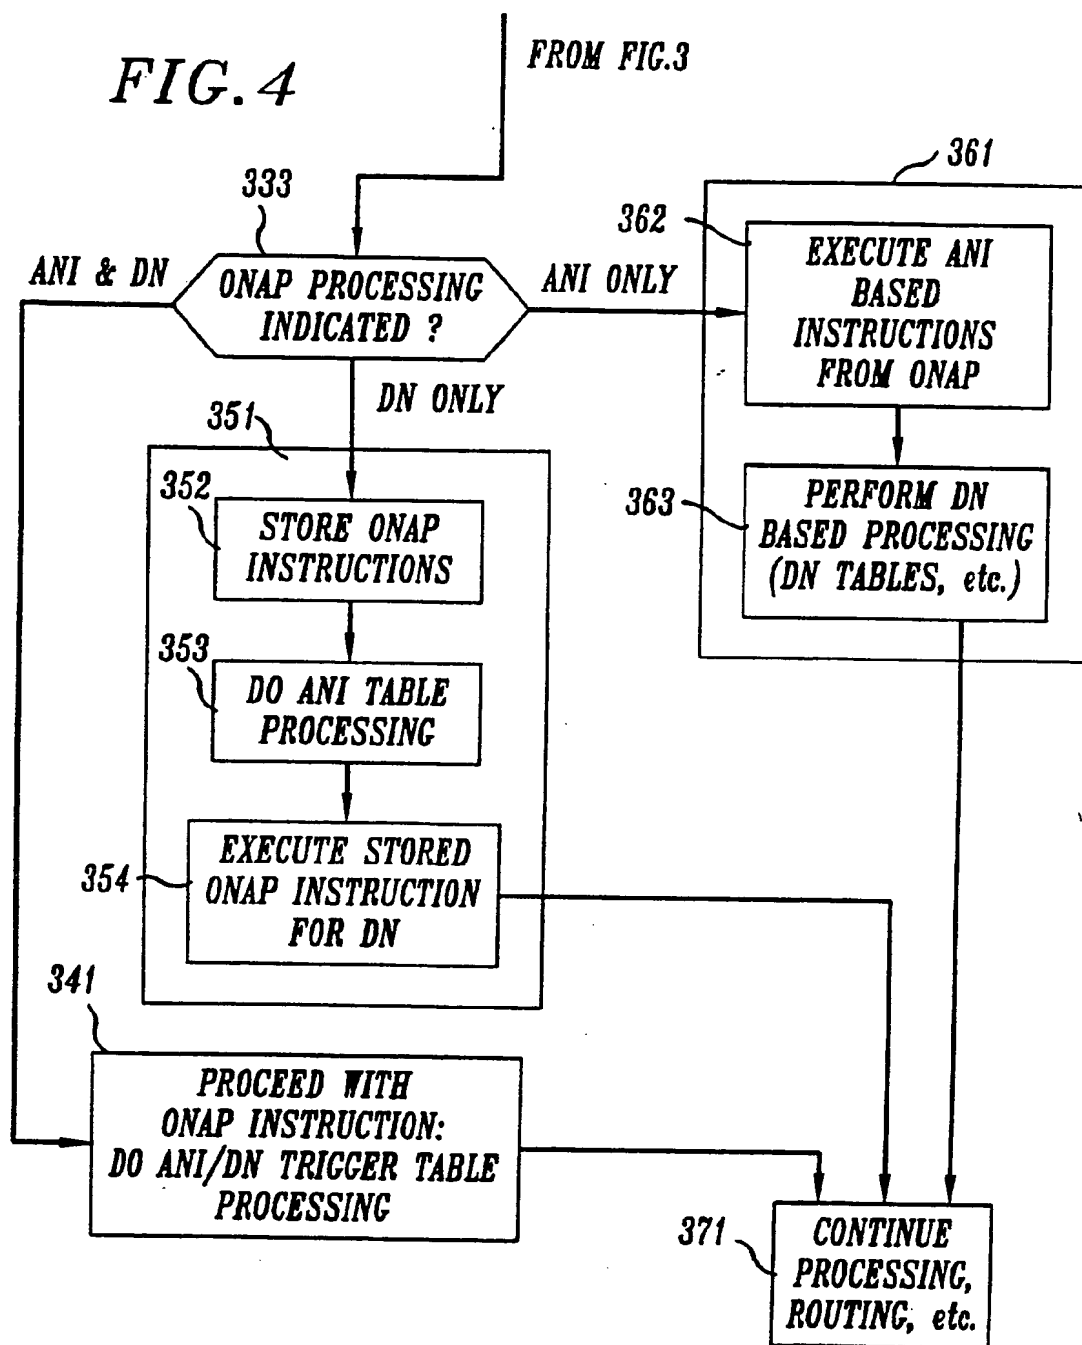 FIG. 4
FROM FIG.3
333
361
362
ANI & DN
ONAP PROCESSING
INDICATED ?
ANI ONLY
EXECUTE ANI
BASED
INSTRUCTIONS
FROM ONAP
DN ONLY
351
352
STORE ONAP
INSTRUCTIONS
363
PERFORM DN
BASED PROCESSING
(DN TABLES, etc.)
353
DO ANI TABLE
PROCESSING
354
EXECUTE STORED
ONAP INSTRUCTION
FOR DN
341
PROCEED WITH
ONAP INSTRUCTION:
DO ANI/DN TRIGGER TABLE
PROCESSING
371
CONTINUE
PROCESSING,
ROUTING, etc.